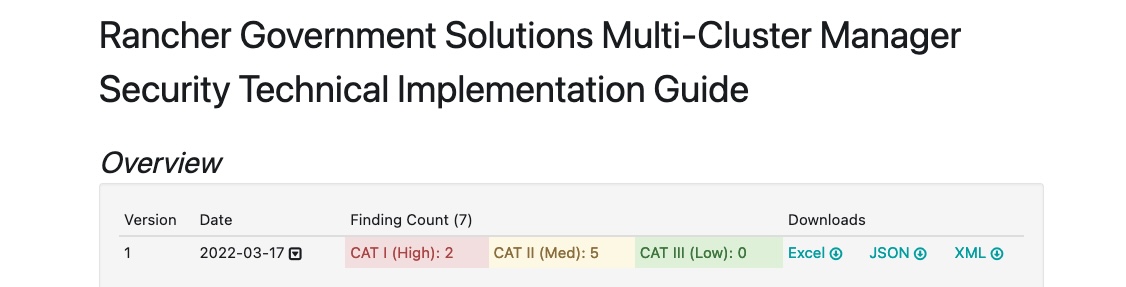 Rancher Government Solutions Multi-Cluster Manager
Security Technical Implementation Guide
Overview
Version Date Finding Count (7) Downloads
1 2022-03-17 CAT I (High): 2 CAT II (Med): 5 CAT III (Low): 0 Excel JSON XML